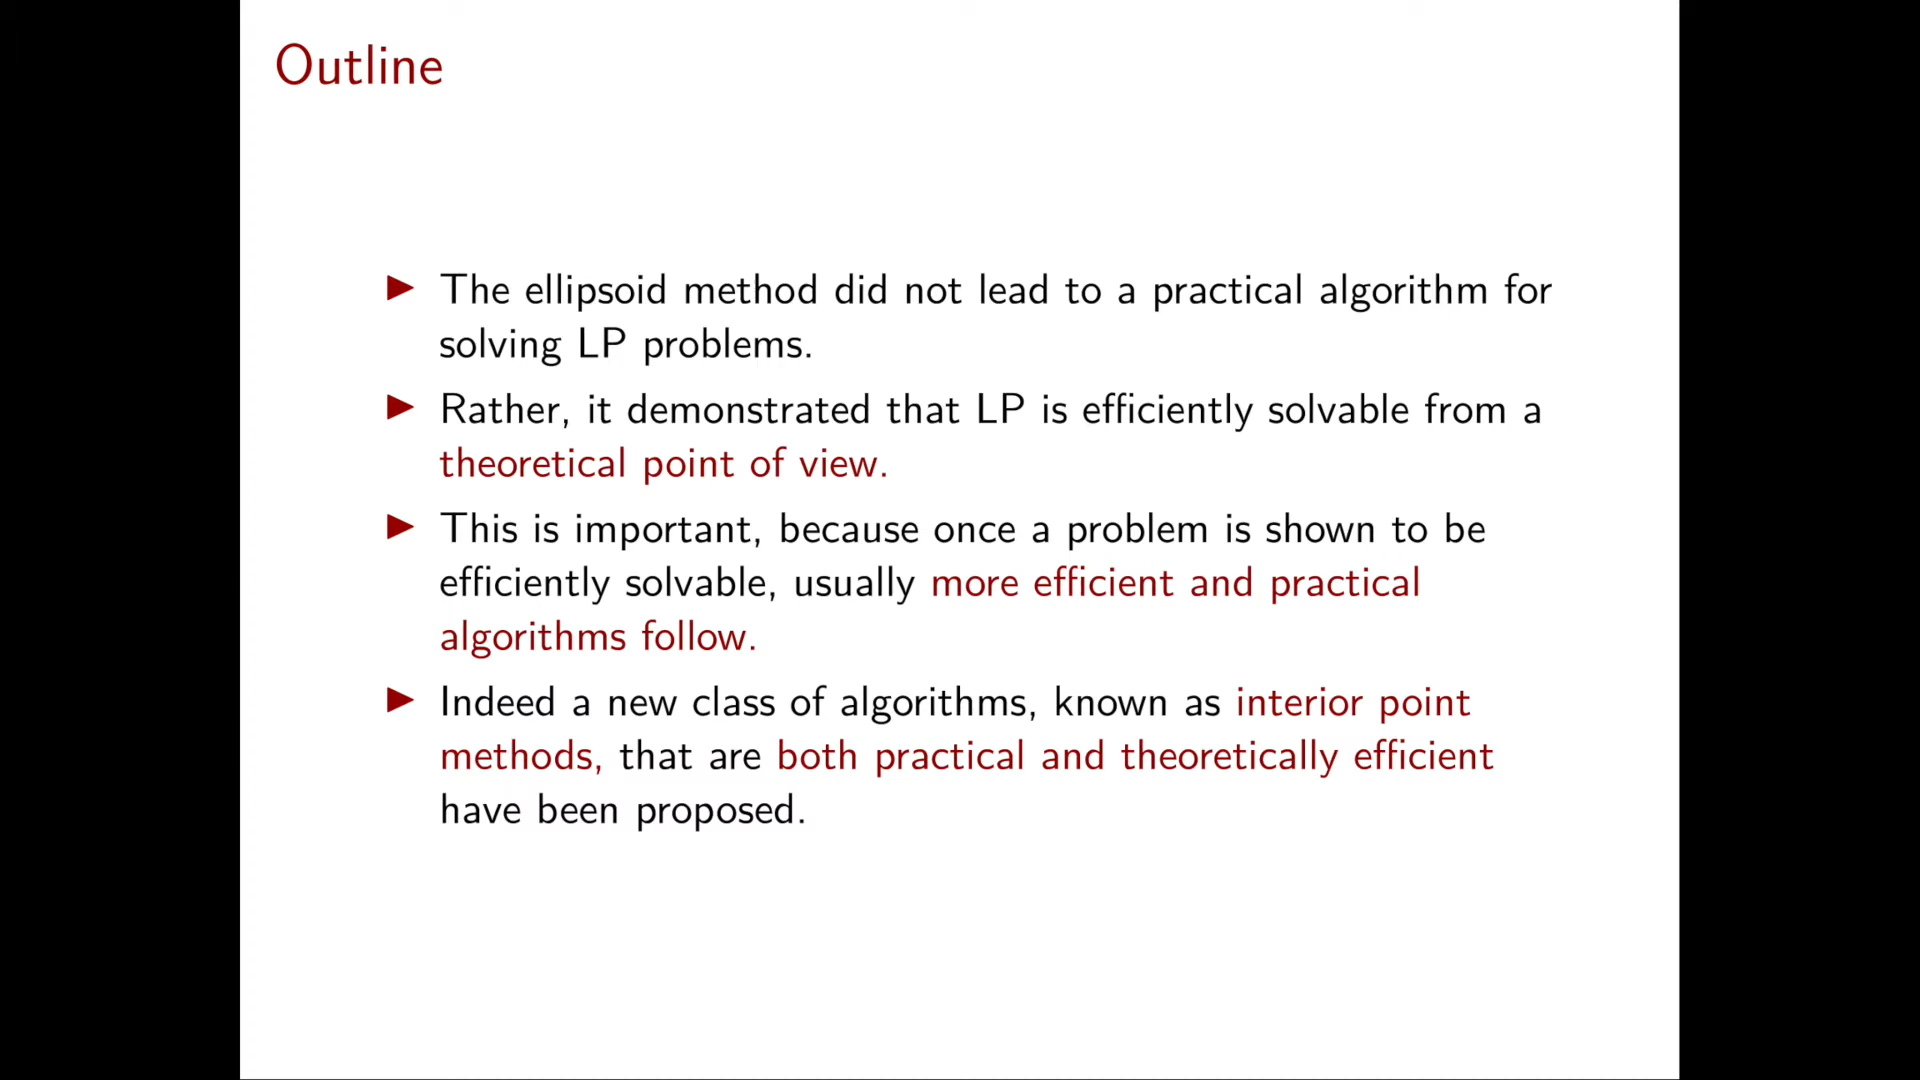 Outline
▶ The ellipsoid method did not lead to a practical algorithm for
solving LP problems.
▶ Rather, it demonstrated that LP is efficiently solvable from a
theoretical point of view.
▶ This is important, because once a problem is shown to be
efficiently solvable, usually more efficient and practical
algorithms follow.
▶ Indeed a new class of algorithms, known as interior point
methods, that are both practical and theoretically efficient
have been proposed.